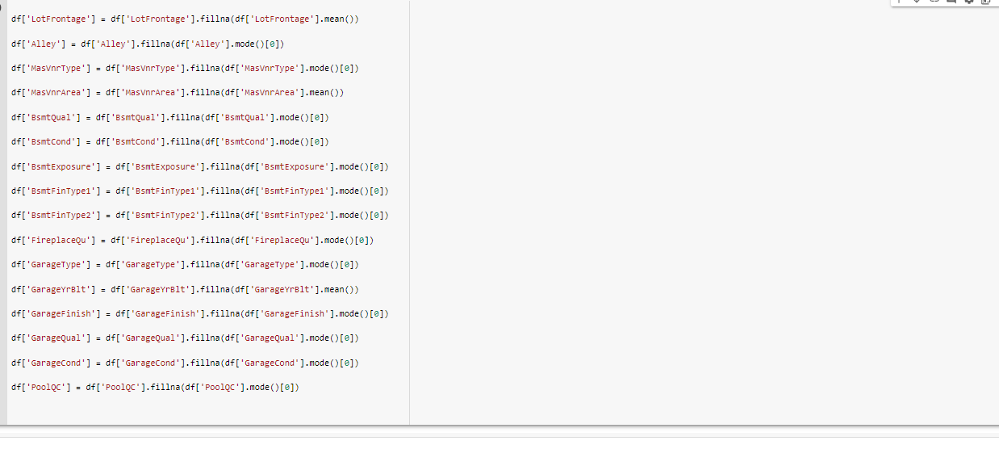 df['LotFrontage'] = df['LotFrontage'].fillna(df['LotFrontage'].mean())
df['Alley'] = df['Alley'].fillna(df['Alley'].mode()[0])
df['MasVnrType'] = df['MasVnrType'].fillna(df['MasVnrType'].mode()[0])
df['MasVnrArea'] = df['MasVnrArea'].fillna(df['MasVnrArea'].mean())
df['BsmtQual'] = df['BsmtQual'].fillna(df['BsmtQual'].mode()[0])
df['BsmtCond'] = df['BsmtCond'].fillna(df['BsmtCond'].mode()[0])
df['BsmtExposure'] = df['BsmtExposure'].fillna(df['BsmtExposure'].mode()[0])
df['BsmtFinType1'] = df['BsmtFinType1'].fillna(df['BsmtFinType1'].mode()[0])
df['BsmtFinType2'] = df['BsmtFinType2'].fillna(df['BsmtFinType2'].mode()[0])
df['FireplaceQu'] = df['FireplaceQu'].fillna(df['FireplaceQu'].mode()[0])
df['GarageType'] = df['GarageType'].fillna(df['GarageType'].mode()[0])
df['GarageYrBlt'] = df['GarageYrBlt'].fillna(df['GarageYrBlt'].mean())
df['GarageFinish'] = df['GarageFinish'].fillna(df['GarageFinish'].mode()[0])
df['GarageQual'] = df['GarageQual'].fillna(df['GarageQual'].mode()[0])
df['GarageCond'] = df['GarageCond'].fillna(df['GarageCond'].mode()[0])
df['PoolQC'] = df['PoolQC'].fillna(df['PoolQC'].mode()[0])